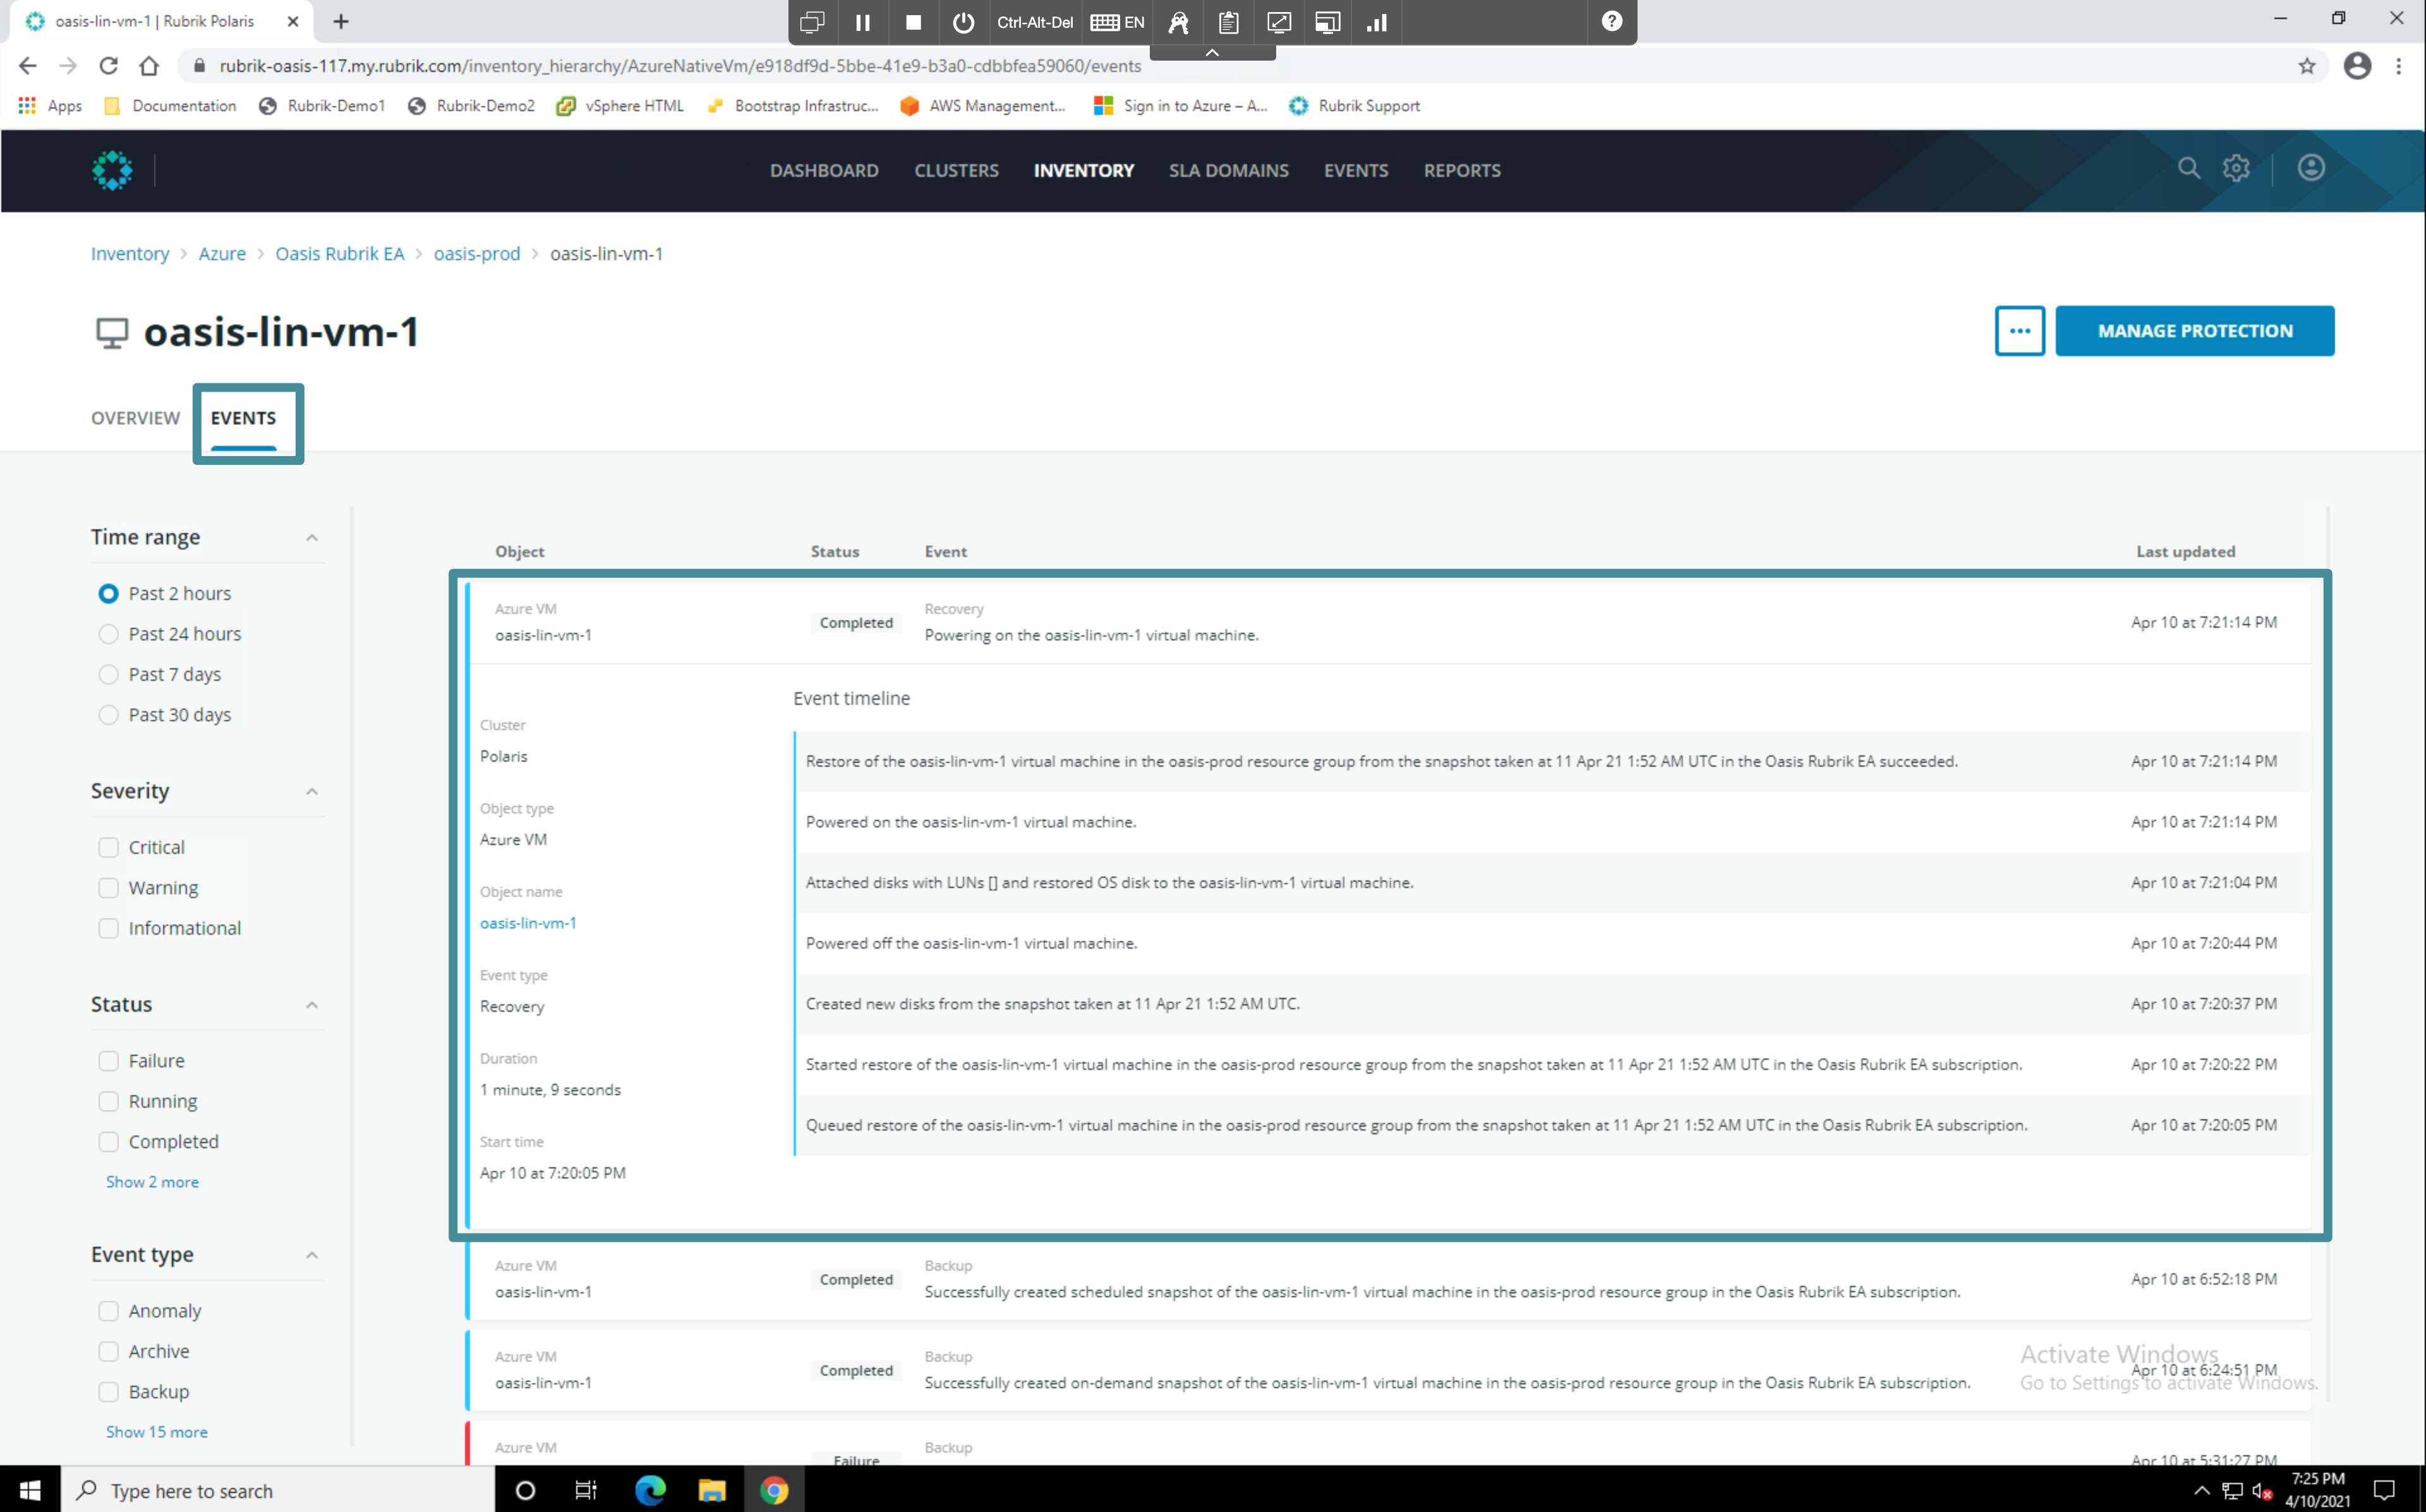 oasis-lin-vm-1 | Rubrik Polaris
Ctrl-Alt-Del
EN
rubrik-oasis-117.my.rubrik.com/inventory_hierarchy/AzureNativeVm/e918df9d-5bbe-41e9-b3a0-cdbbfea59060/events
Apps Documentation Rubrik-Demo1 Rubrik-Demo2 vSphere HTML Bootstrap Infrastruc... AWS Management... Sign in to Azure – A... Rubrik Support
DASHBOARD CLUSTERS INVENTORY SLA DOMAINS EVENTS REPORTS
Inventory > Azure > Oasis Rubrik EA > oasis-prod > oasis-lin-vm-1
oasis-lin-vm-1
MANAGE PROTECTION
OVERVIEW EVENTS
Time range
Past 2 hours
Past 24 hours
Past 7 days
Past 30 days
Severity
Critical
Warning
Informational
Status
Failure
Running
Completed
Show 2 more
Event type
Anomaly
Archive
Backup
Show 15 more
Object Status Event Last updated
Azure VM
oasis-lin-vm-1
Completed
Recovery
Powering on the oasis-lin-vm-1 virtual machine.
Apr 10 at 7:21:14 PM
Cluster
Polaris
Object type
Azure VM
Object name
oasis-lin-vm-1
Event type
Recovery
Duration
1 minute, 9 seconds
Start time
Apr 10 at 7:20:05 PM
Event timeline
Restore of the oasis-lin-vm-1 virtual machine in the oasis-prod resource group from the snapshot taken at 11 Apr 21 1:52 AM UTC in the Oasis Rubrik EA succeeded. Apr 10 at 7:21:14 PM
Powered on the oasis-lin-vm-1 virtual machine. Apr 10 at 7:21:14 PM
Attached disks with LUNs [] and restored OS disk to the oasis-lin-vm-1 virtual machine. Apr 10 at 7:21:04 PM
Powered off the oasis-lin-vm-1 virtual machine. Apr 10 at 7:20:44 PM
Created new disks from the snapshot taken at 11 Apr 21 1:52 AM UTC. Apr 10 at 7:20:37 PM
Started restore of the oasis-lin-vm-1 virtual machine in the oasis-prod resource group from the snapshot taken at 11 Apr 21 1:52 AM UTC in the Oasis Rubrik EA subscription. Apr 10 at 7:20:22 PM
Queued restore of the oasis-lin-vm-1 virtual machine in the oasis-prod resource group from the snapshot taken at 11 Apr 21 1:52 AM UTC in the Oasis Rubrik EA subscription. Apr 10 at 7:20:05 PM
Azure VM
oasis-lin-vm-1
Completed
Backup
Successfully created scheduled snapshot of the oasis-lin-vm-1 virtual machine in the oasis-prod resource group in the Oasis Rubrik EA subscription.
Apr 10 at 6:52:18 PM
Azure VM
oasis-lin-vm-1
Completed
Backup
Successfully created on-demand snapshot of the oasis-lin-vm-1 virtual machine in the oasis-prod resource group in the Oasis Rubrik EA subscription.
Apr 10 at 6:24:51 PM
Activate Windows
Go to Settings to activate Windows.
Azure VM
Failure
Backup
Apr 10 at 5:31:27 PM
Type here to search
7:25 PM
4/10/2021